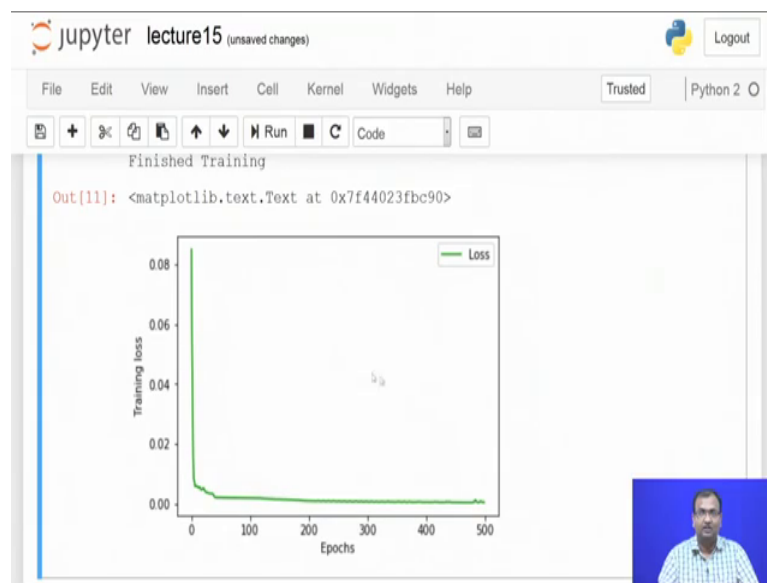 jupyter lecture15 (unsaved changes)
Logout
File Edit View Insert Cell Kernel Widgets Help
Trusted
Python 2
Run
Code
Finished Training
Out[11]: <matplotlib.text.Text at 0x7f44023fbc90>
Loss
0.08
0.06
0.04
0.02
0.00
Training loss
0 100 200 300 400 500
Epochs